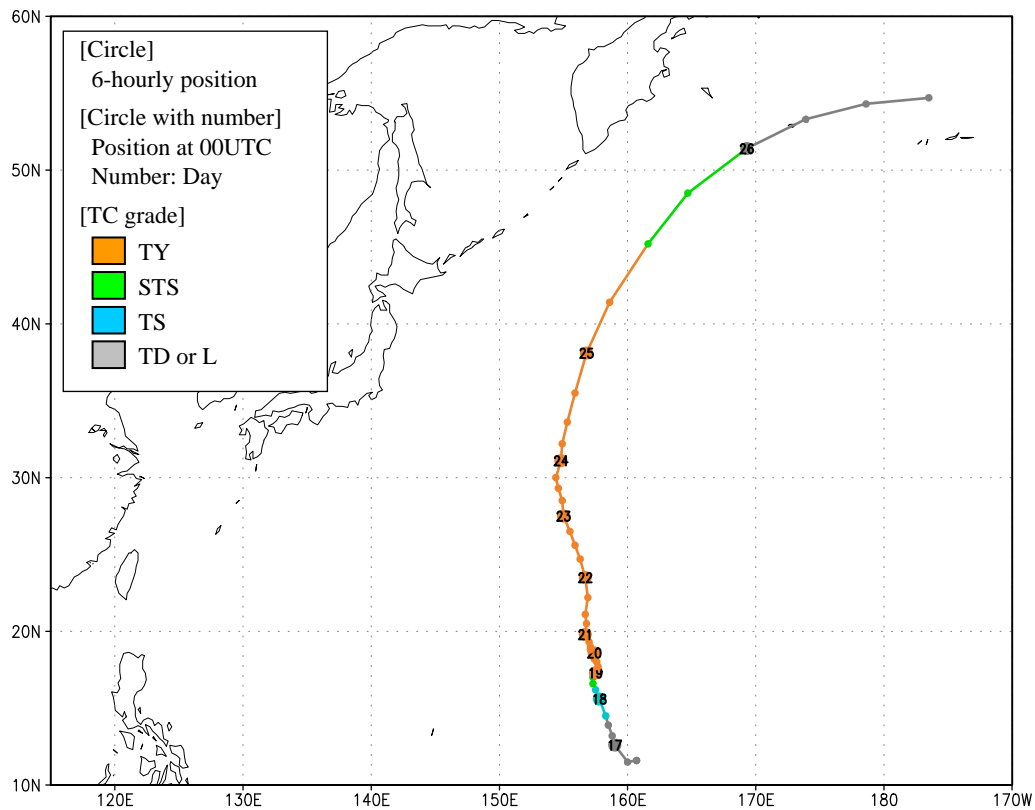 60N
50N
40N
30N
20N
10N
[Circle]
6-hourly position
[Circle with number]
Position at 00UTC
Number: Day
[TC grade]
TY
STS
TS
TD or L
26
25
24
23
22
21
20
19
18
17
120E
130E
140E
150E
160E
170E
180
170W